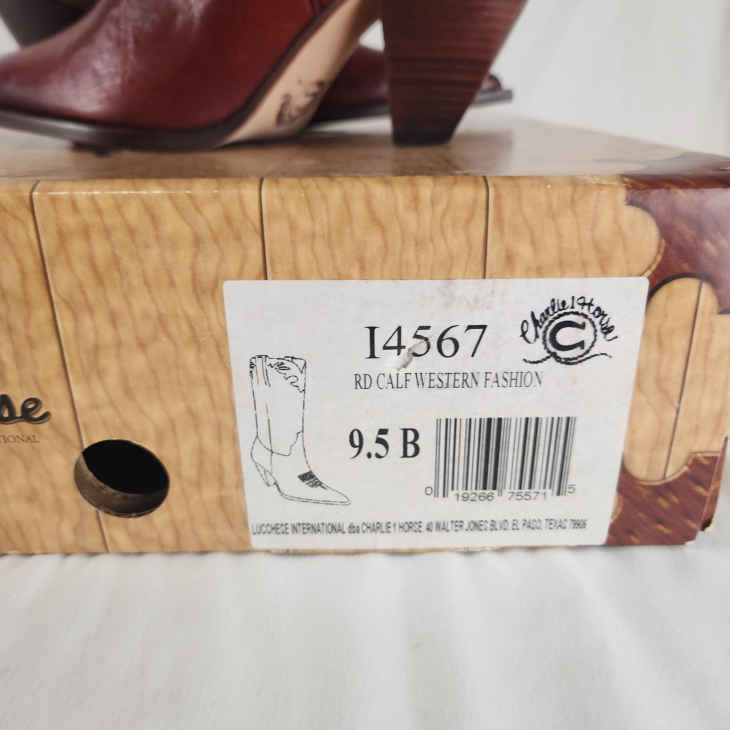 I4567
Charlie 1 Horse
C
RD CALF WESTERN FASHION
9.5 B
0 19266 75571 5
LUCCHESE INTERNATIONAL dba CHARLIE 1 HORSE 40 WALTER JONES BLVD. EL PASO, TEXAS 79906